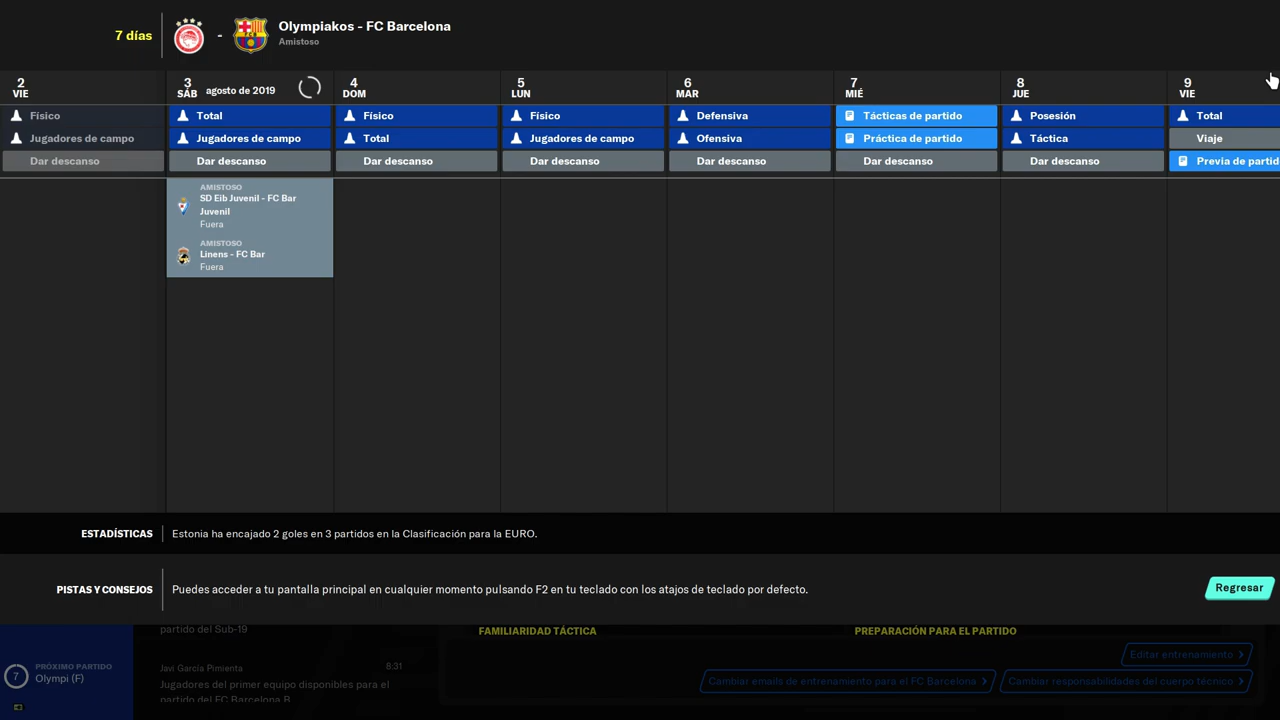 7 días
Olympiakos - FC Barcelona
Amistoso
2
VIE
3
SÁB
agosto de 2019
4
DOM
5
LUN
6
MAR
7
MIÉ
8
JUE
9
VIE
Físico
Total
Físico
Físico
Defensiva
Tácticas de partido
Posesión
Total
Jugadores de campo
Jugadores de campo
Total
Jugadores de campo
Ofensiva
Práctica de partido
Táctica
Viaje
Dar descanso
Dar descanso
Dar descanso
Dar descanso
Dar descanso
Dar descanso
Previa de partid
AMISTOSO
SD Eib Juvenil - FC Bar
Juvenil
Fuera
AMISTOSO
Linens - FC Bar
Fuera
ESTADÍSTICAS
Estonia ha encajado 2 goles en 3 partidos en la Clasificación para la EURO.
PISTAS Y CONSEJOS
Puedes acceder a tu pantalla principal en cualquier momento pulsando F2 en tu teclado con los atajos de teclado por defecto.
Regresar
partido del Sub-19
FAMILIARIDAD TÁCTICA
PREPARACIÓN PARA EL PARTIDO
Editar entrenamiento
7
PRÓXIMO PARTIDO
Olympi (F)
Javi García Pimienta
8:31
Jugadores del primer equipo disponibles para el
partido del FC Barcelona B
Cambiar emails de entrenamiento para el FC Barcelona
Cambiar responsabilidades del cuerpo técnico